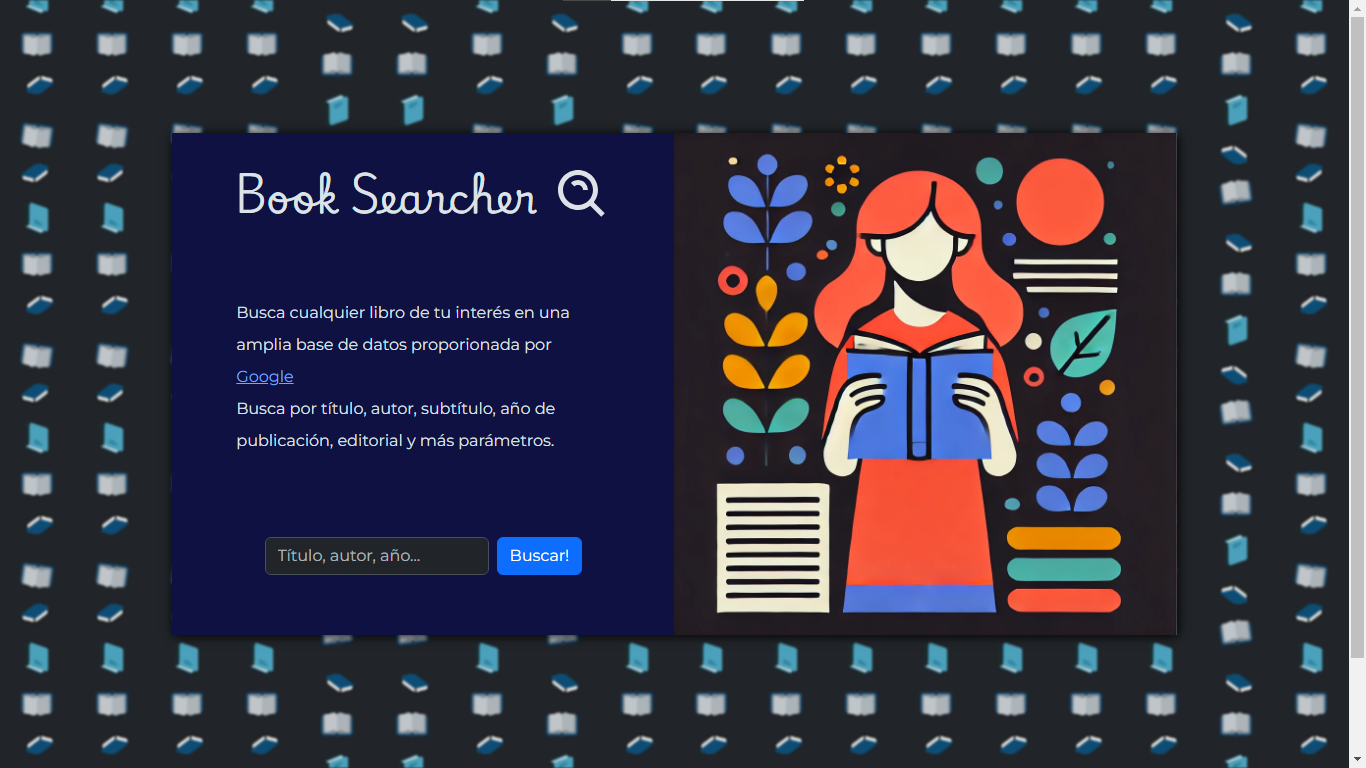 Book Searcher
Busca cualquier libro de tu interés en una
amplia base de datos proporionada por
Google
Busca por título, autor, subtítulo, año de
publicación, editorial y más parámetros.
Título, autor, año...
Buscar!